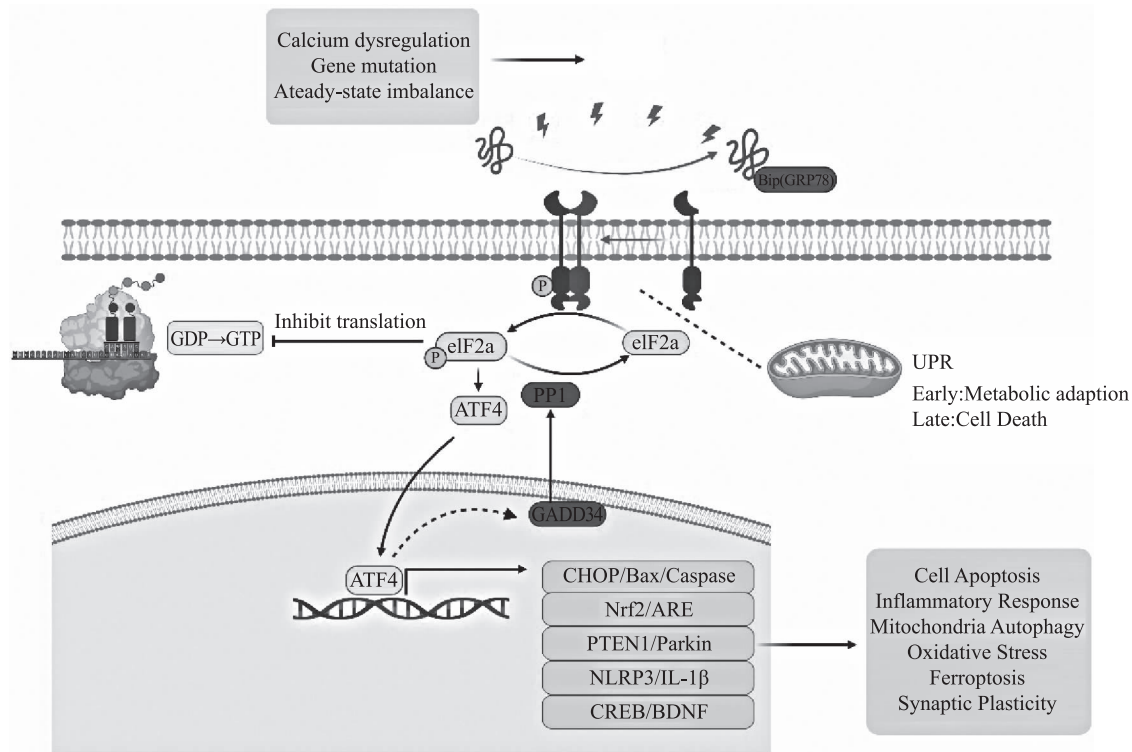 Calcium dysregulation
Gene mutation
Ateady-state imbalance
Bip(GRP78)
P
GDP→GTP
Inhibit translation
P
eIF2a
eIF2a
ATF4
PP1
UPR
Early:Metabolic adaption
Late:Cell Death
GADD34
ATF4
CHOP/Bax/Caspase
Nrf2/ARE
PTEN1/Parkin
NLRP3/IL-1β
CREB/BDNF
Cell Apoptosis
Inflammatory Response
Mitochondria Autophagy
Oxidative Stress
Ferroptosis
Synaptic Plasticity